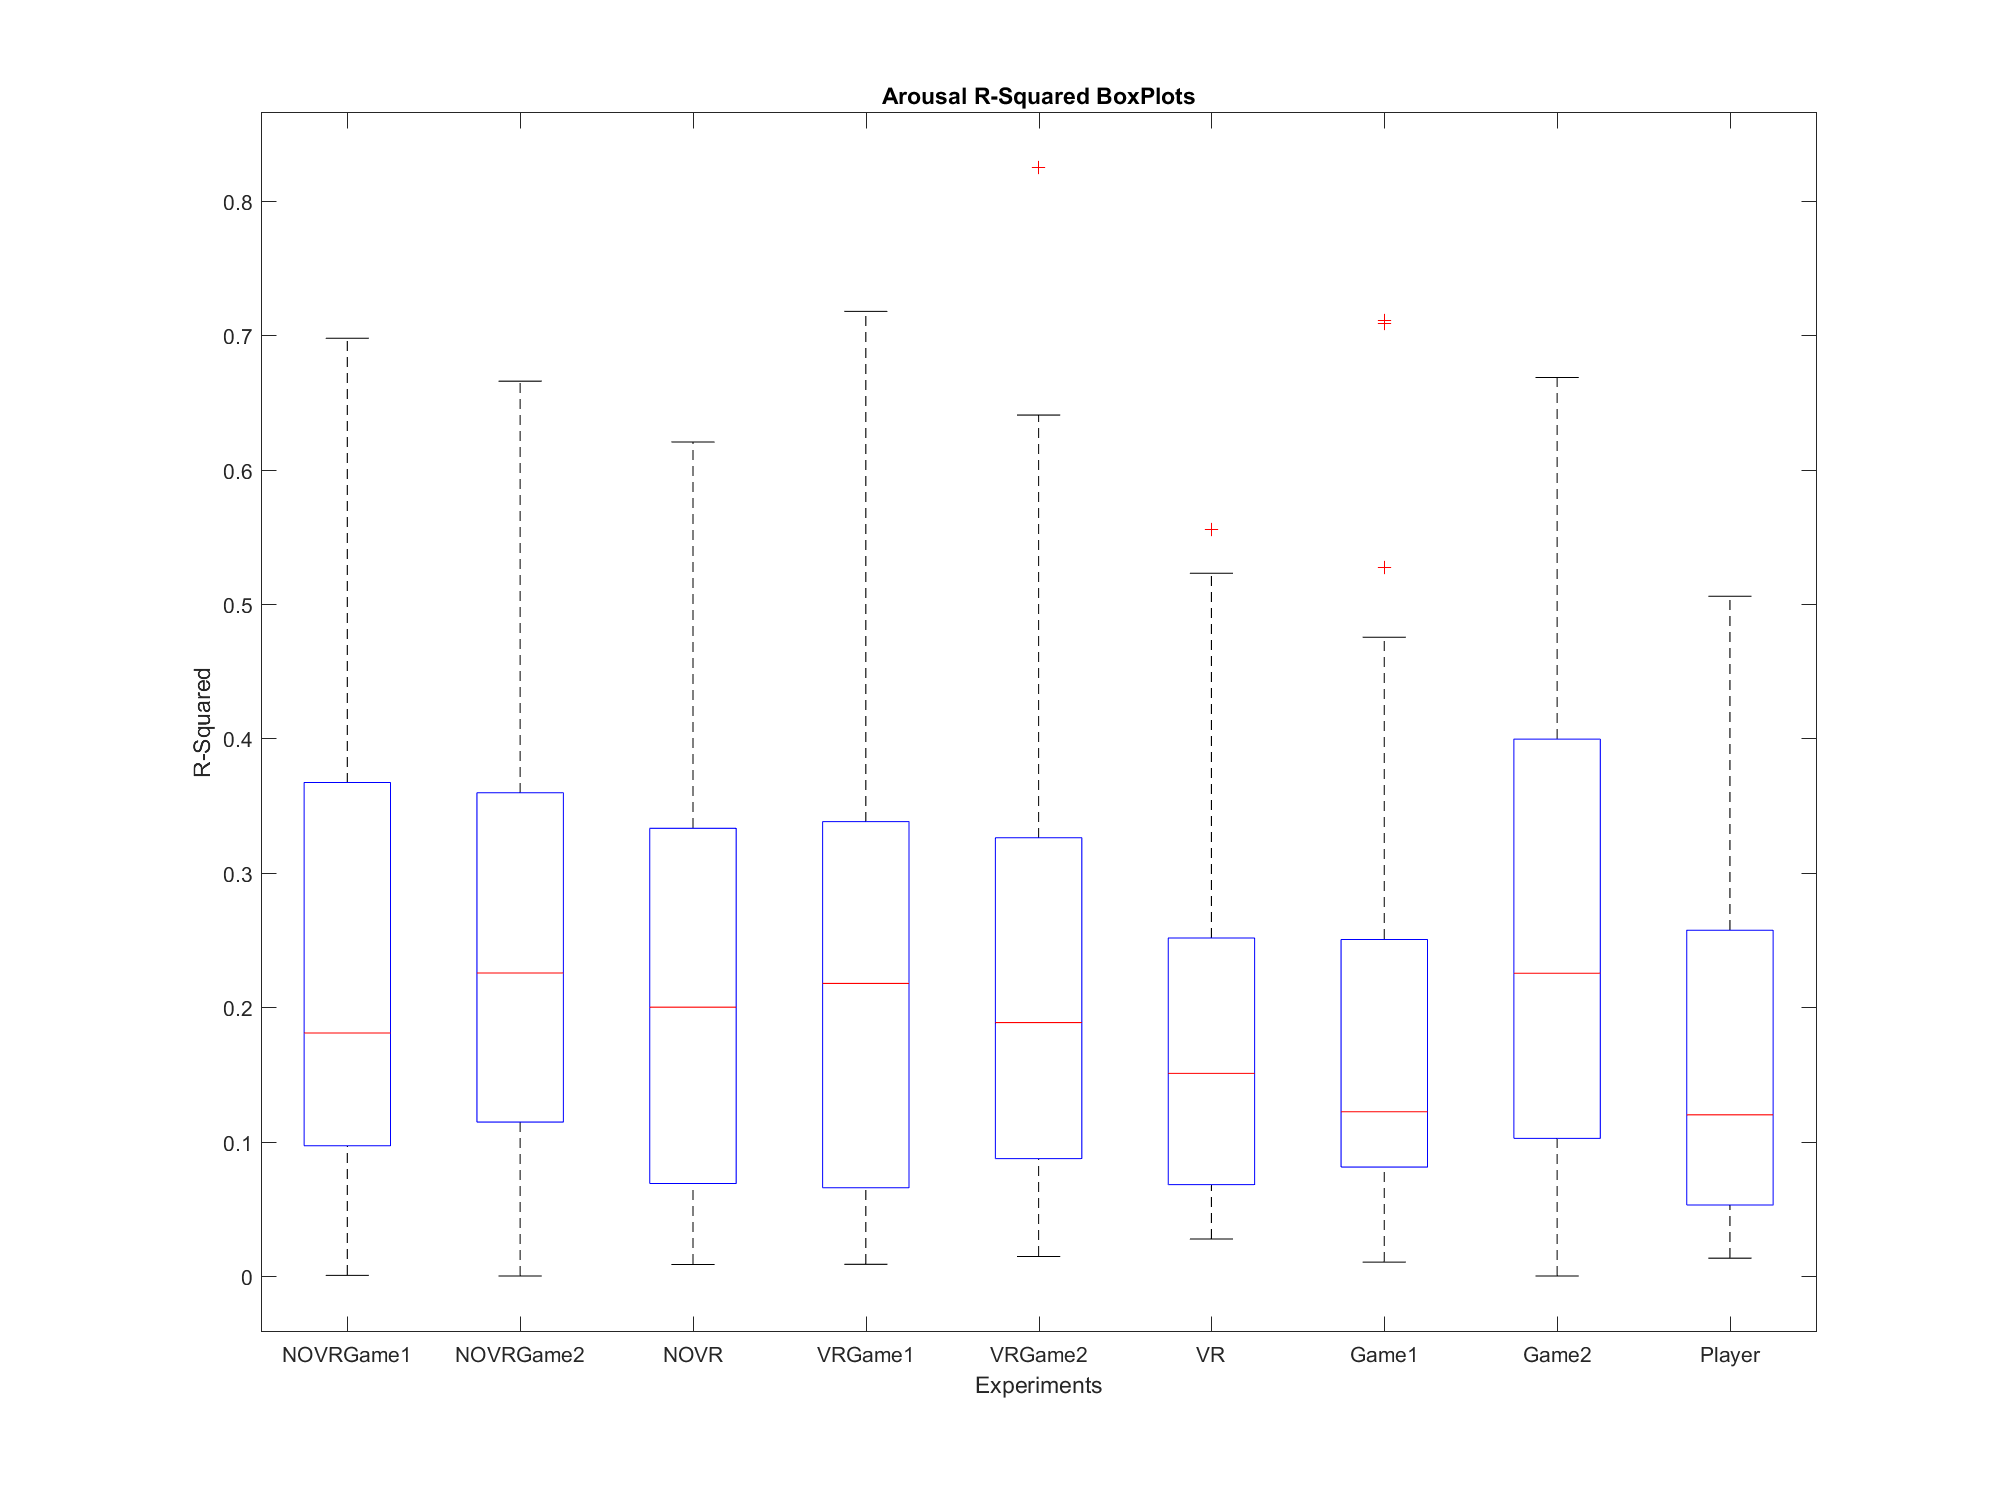 Arousal R-Squared BoxPlots
R-Squared
0.8
0.7
0.6
0.5
0.4
0.3
0.2
0.1
0
NOVRGame1 NOVRGame2 NOVR VRGame1 VRGame2 VR Game1 Game2 Player
Experiments